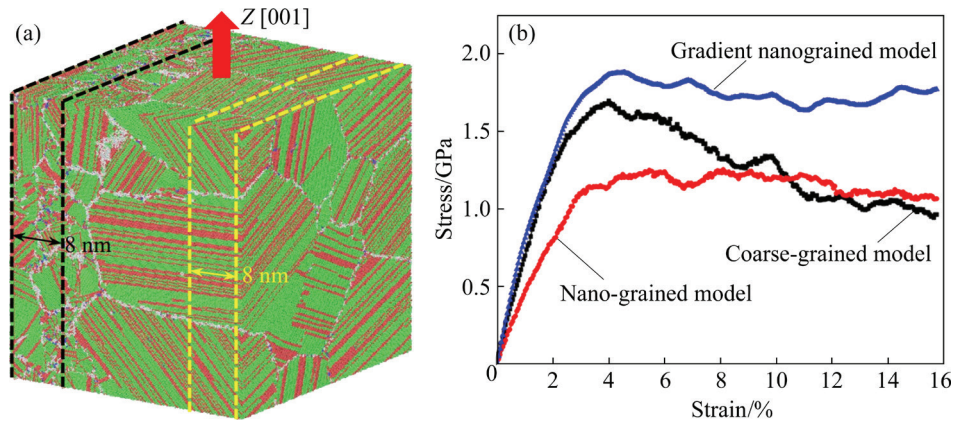 (a)
Z [001]
8 nm
8 nm
(b)
Stress/GPa
2.0
1.5
1.0
0.5
0
2
4
6
8
10
12
14
16
Strain/%
Gradient nanograined model
Coarse-grained model
Nano-grained model